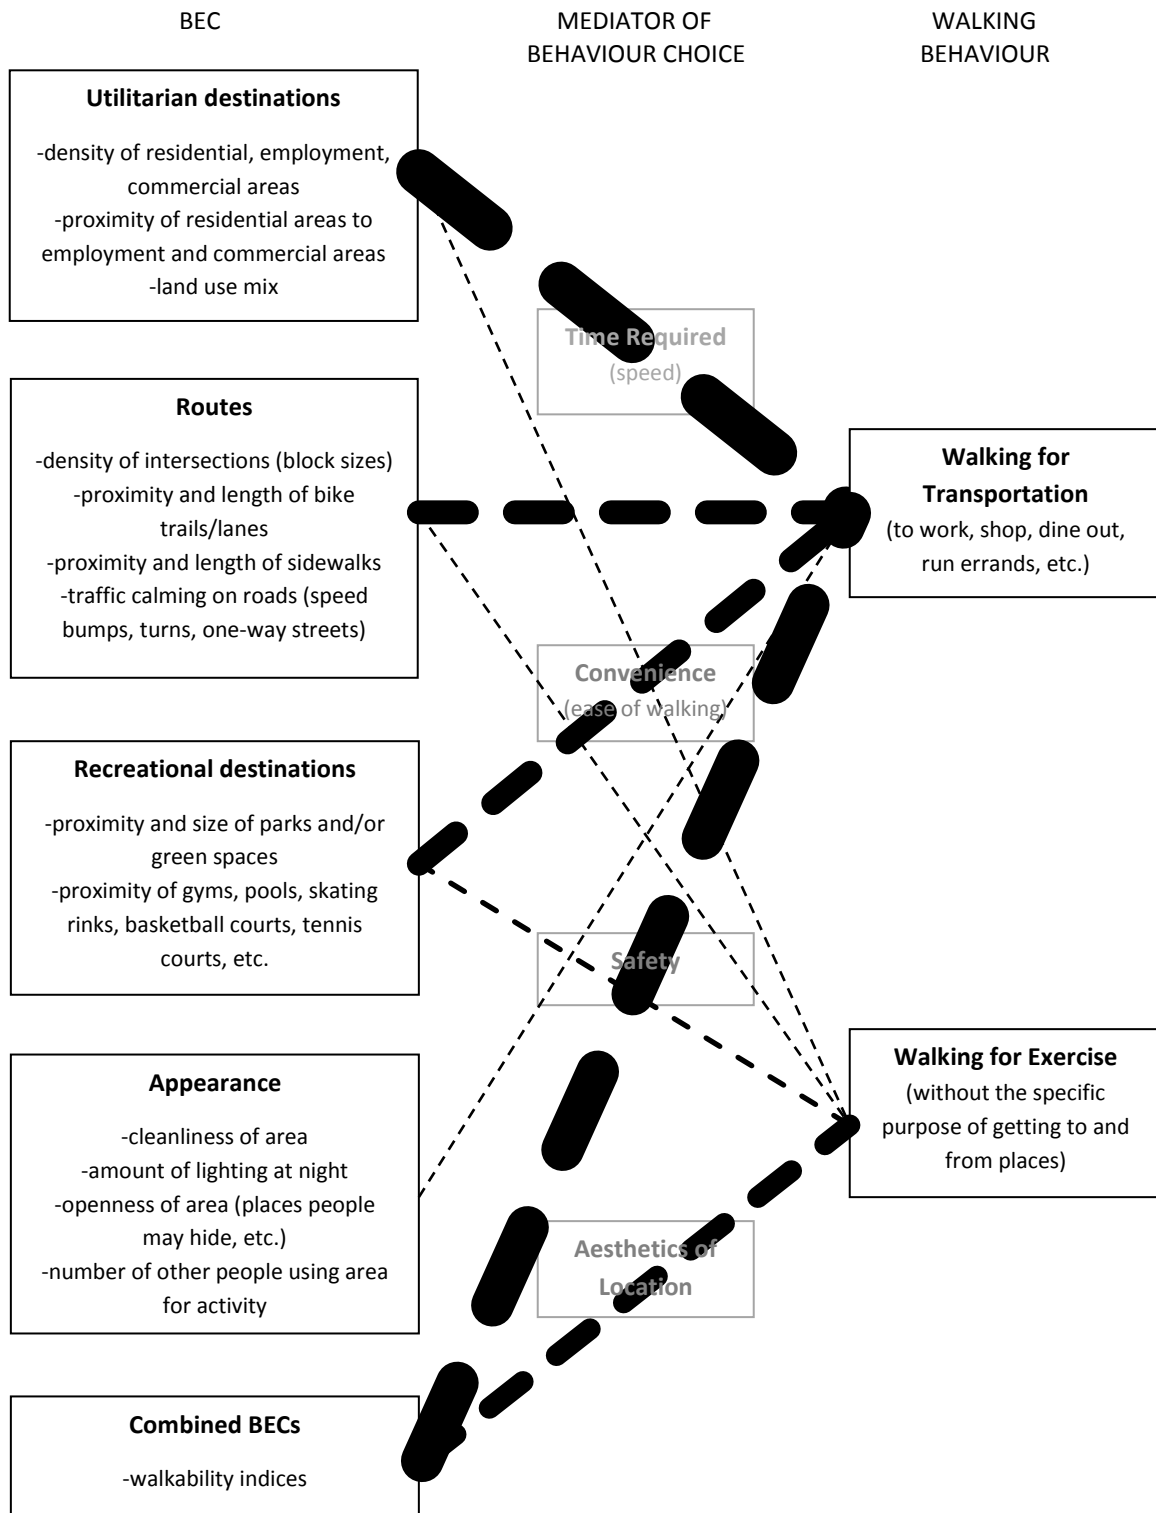 BEC
MEDIATOR OF
BEHAVIOUR CHOICE
WALKING
BEHAVIOUR
Utilitarian destinations
-density of residential, employment,
commercial areas
-proximity of residential areas to
employment and commercial areas
-land use mix
Time Required
(speed)
Routes
-density of intersections (block sizes)
-proximity and length of bike
trails/lanes
-proximity and length of sidewalks
-traffic calming on roads (speed
bumps, turns, one-way streets)
Walking for
Transportation
(to work, shop, dine out,
run errands, etc.)
Convenience
(ease of walking)
Recreational destinations
-proximity and size of parks and/or
green spaces
-proximity of gyms, pools, skating
rinks, basketball courts, tennis
courts, etc.
Safety
Appearance
-cleanliness of area
-amount of lighting at night
-openness of area (places people
may hide, etc.)
-number of other people using area
for activity
Walking for Exercise
(without the specific
purpose of getting to and
from places)
Aesthetics of
Location
Combined BECs
-walkability indices